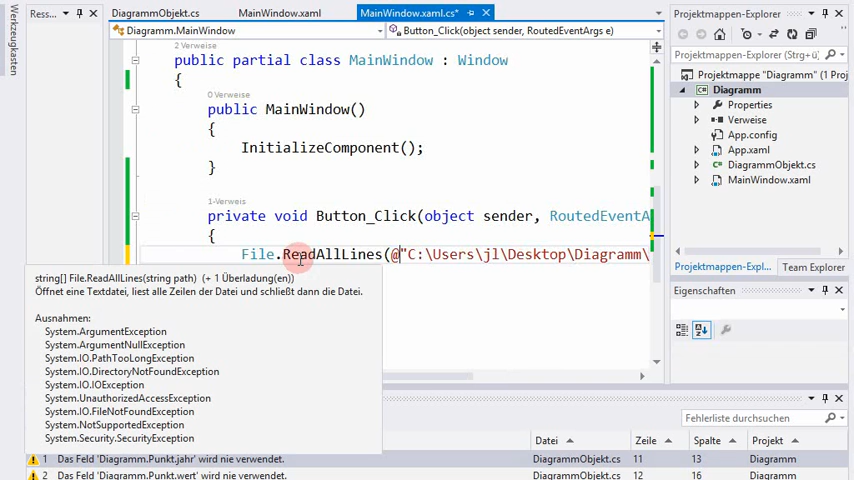 Werkzeugkasten
Ress...
DiagrammObjekt.cs
MainWindow.xaml
MainWindow.xaml.cs*
Diagramm.MainWindow
Button_Click(object sender, RoutedEventArgs e)
2 Verweise
public partial class MainWindow : Window
{
0 Verweise
public MainWindow()
{
InitializeComponent();
}
1-Verweis
private void Button_Click(object sender, RoutedEventA
{
File.ReadAllLines(@"C:\Users\jl\Desktop\Diagramm\
string[] File.ReadAllLines(string path) (+ 1 Überladung(en))
Öffnet eine Textdatei, liest alle Zeilen der Datei und schließt dann die Datei.
Ausnahmen:
System.ArgumentException
System.ArgumentNullException
System.IO.PathTooLongException
System.IO.DirectoryNotFoundException
System.IO.IOException
System.UnauthorizedAccessException
System.IO.FileNotFoundException
System.NotSupportedException
System.Security.SecurityException
Projektmappen-Explorer
Projektmappen-Explorer (Strg+ü)
Projektmappe "Diagramm" (1 Proj
Diagramm
Properties
Verweise
App.config
App.xaml
DiagrammObjekt.cs
MainWindow.xaml
Projektmappen-Expl...
Team Explorer
Eigenschaften
Fehlerliste durchsuchen
Datei
Zeile
Spalte
Projekt
1 Das Feld 'Diagramm.Punkt.jahr' wird nie verwendet. DiagrammObjekt.cs 11 13 Diagramm
2 Das Feld 'Diagramm.Punkt.wert' wird nie verwendet. DiagrammObjekt.cs 12 16 Diagramm